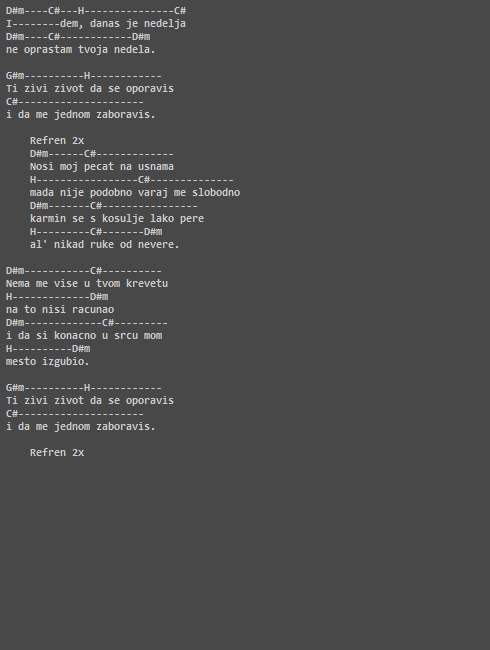 D#m----C#---H---------------C#
I--------dem, danas je nedelja
D#m----C#------------D#m
ne oprastam tvoja nedela.
G#m----------H------------
Ti zivi zivot da se oporavis
C#---------------------
i da me jednom zaboravis.
Refren 2x
D#m------C#-------------
Nosi moj pecat na usnama
H-----------------C#--------------
mada nije podobno varaj me slobodno
D#m-------C#----------------
karmin se s kosulje lako pere
H---------C#-------D#m
al' nikad ruke od nevere.
D#m-----------C#----------
Nema me vise u tvom krevetu
H-------------D#m
na to nisi racunao
D#m-------------C#---------
i da si konacno u srcu mom
H----------D#m
mesto izgubio.
G#m----------H------------
Ti zivi zivot da se oporavis
C#---------------------
i da me jednom zaboravis.
Refren 2x